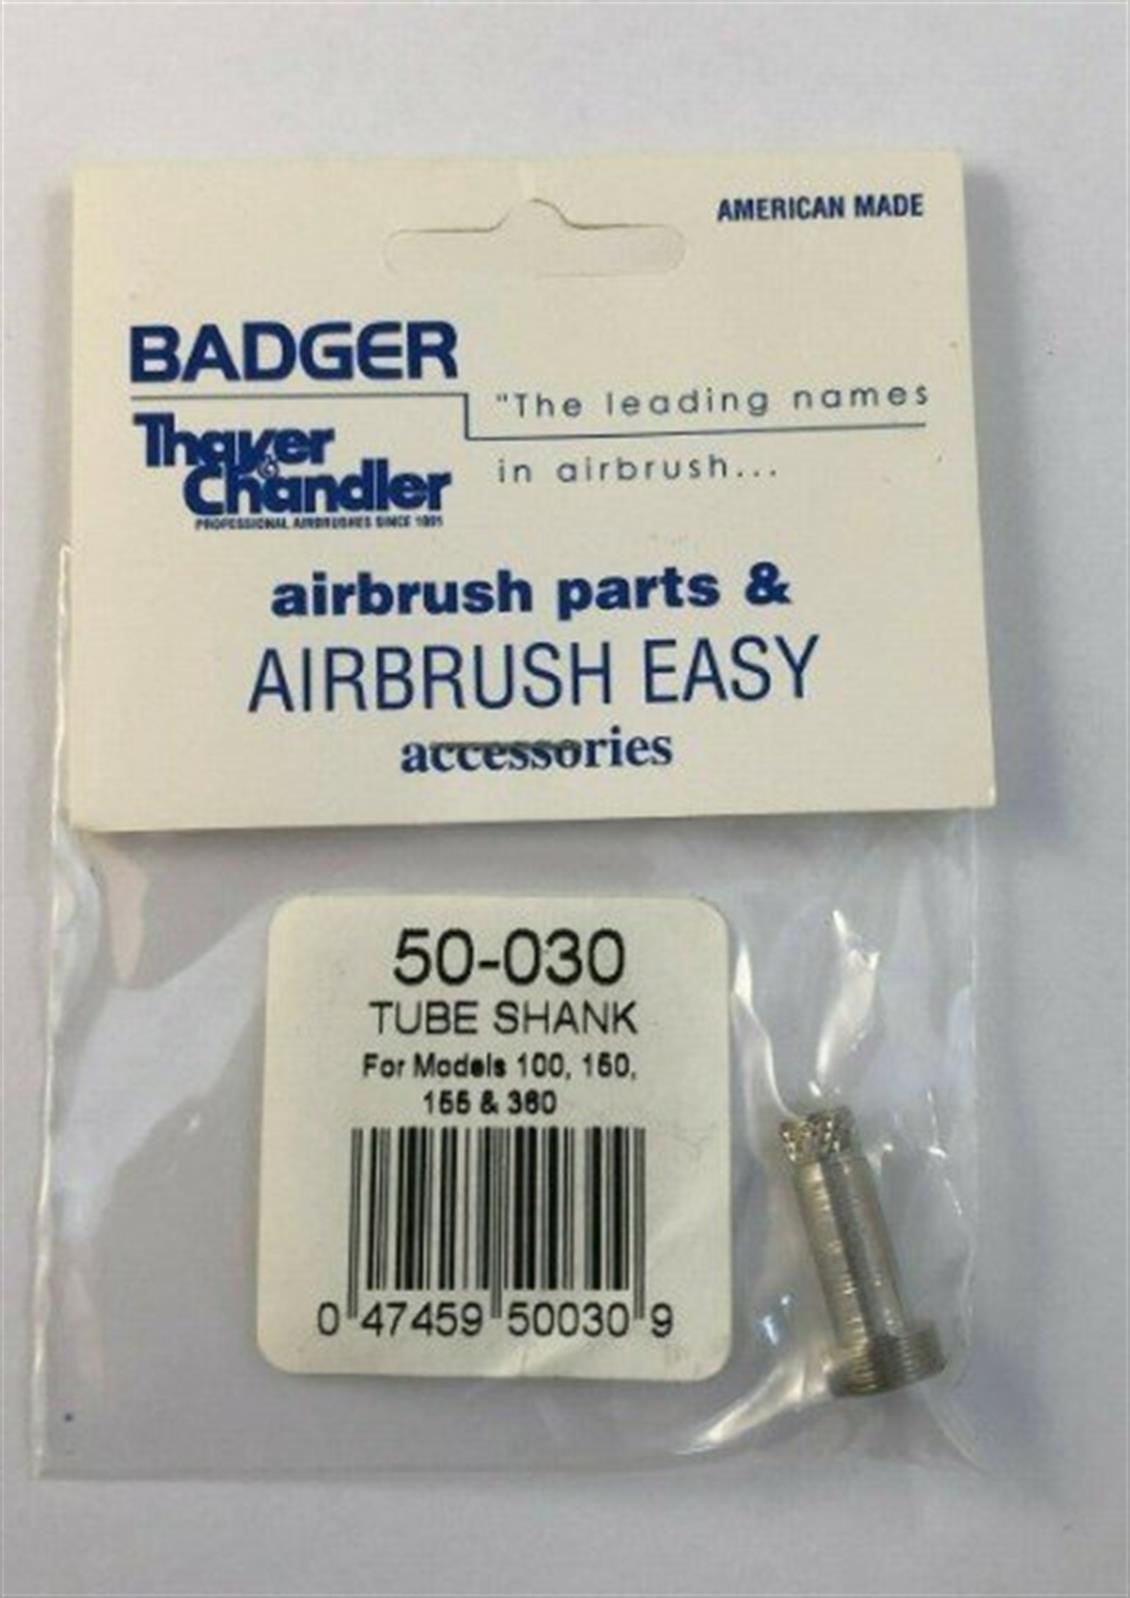 AMERICAN MADE
BADGER
Thayer
&
Chandler
PROFESSIONAL AIRBRUSHES SINCE 1891
"The leading names
in airbrush...
airbrush parts &
AIRBRUSH EASY
accessories
50-030
TUBE SHANK
For Models 100, 150,
155 & 360
0 47459 50030 9